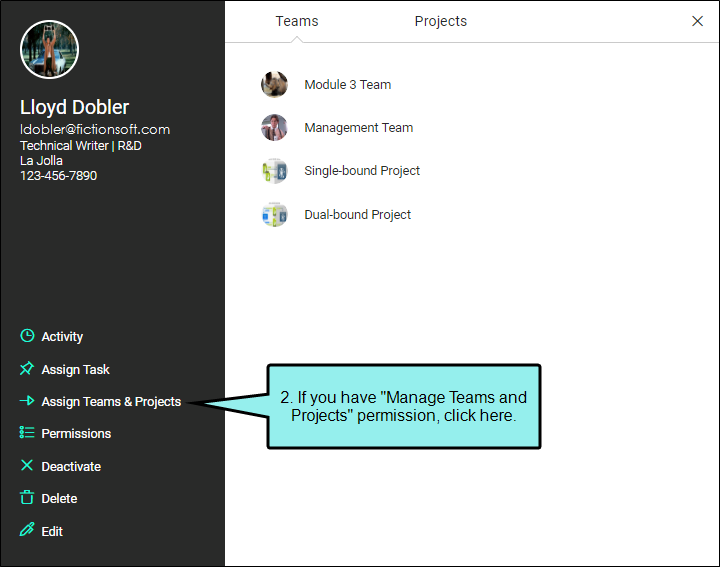 Teams
Projects
Lloyd Dobler
ldobler@fictionsoft.com
Technical Writer | R&D
La Jolla
123-456-7890
Module 3 Team
Management Team
Single-bound Project
Dual-bound Project
Activity
Assign Task
Assign Teams & Projects
Permissions
Deactivate
Delete
Edit
2. If you have "Manage Teams and
Projects" permission, click here.